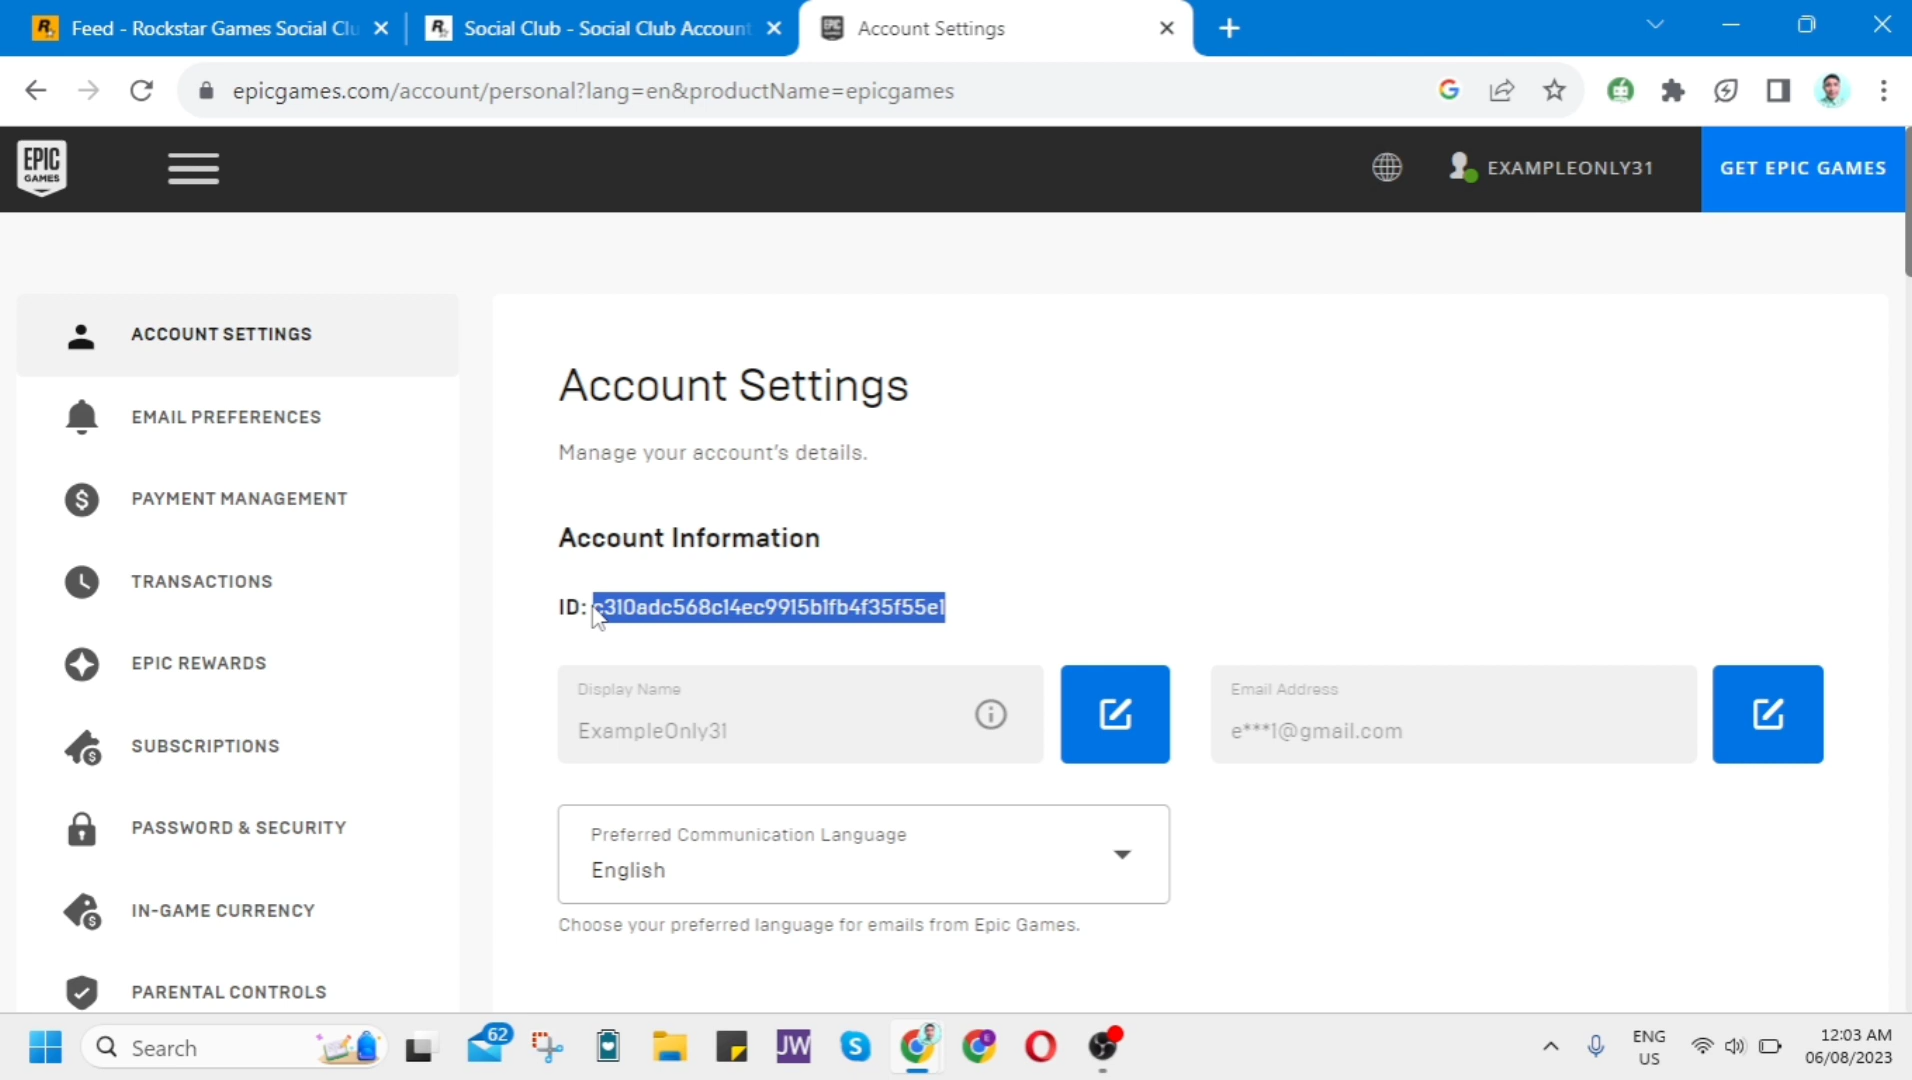 Feed - Rockstar Games Social Clu
Social Club - Social Club Account
Account Settings
epicgames.com/account/personal?lang=en&productName=epicgames
EPIC
GAMES
EXAMPLEONLY31
GET EPIC GAMES
ACCOUNT SETTINGS
EMAIL PREFERENCES
PAYMENT MANAGEMENT
TRANSACTIONS
EPIC REWARDS
SUBSCRIPTIONS
PASSWORD & SECURITY
IN-GAME CURRENCY
PARENTAL CONTROLS
Account Settings
Manage your account's details.
Account Information
ID: c310adc568c14ec9915b1fb4f35f55e1
Display Name
ExampleOnly31
Email Address
e***1@gmail.com
Preferred Communication Language
English
Choose your preferred language for emails from Epic Games.
Search
62
JW
S
ENG
US
12:03 AM
06/08/2023